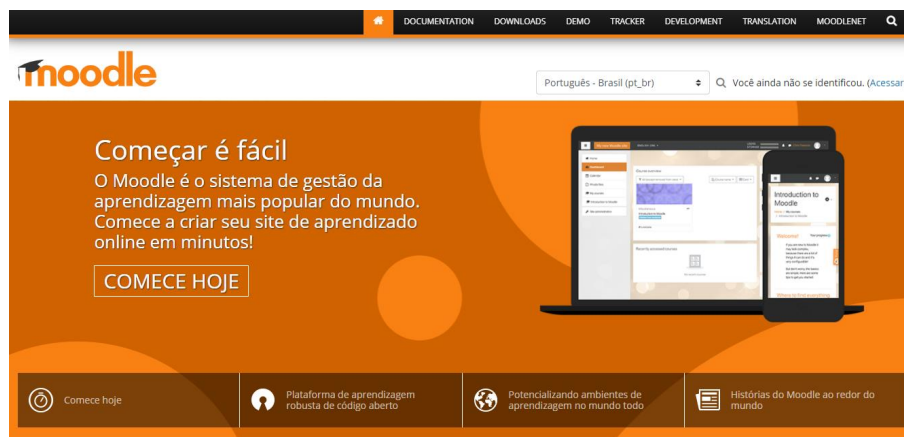 DOCUMENTATION DOWNLOADS DEMO TRACKER DEVELOPMENT TRANSLATION MOODLENET
moodle
Português - Brasil (pt_br)
Você ainda não se identificou. (Acessar
Começar é fácil
O Moodle é o sistema de gestão da
aprendizagem mais popular do mundo.
Comece a criar seu site de aprendizado
online em minutos!
COMECE HOJE
Introduction to
Moodle
Comece hoje
Plataforma de aprendizagem
robusta de código aberto
Potencializando ambientes de
aprendizagem no mundo todo
Histórias do Moodle ao redor do
mundo